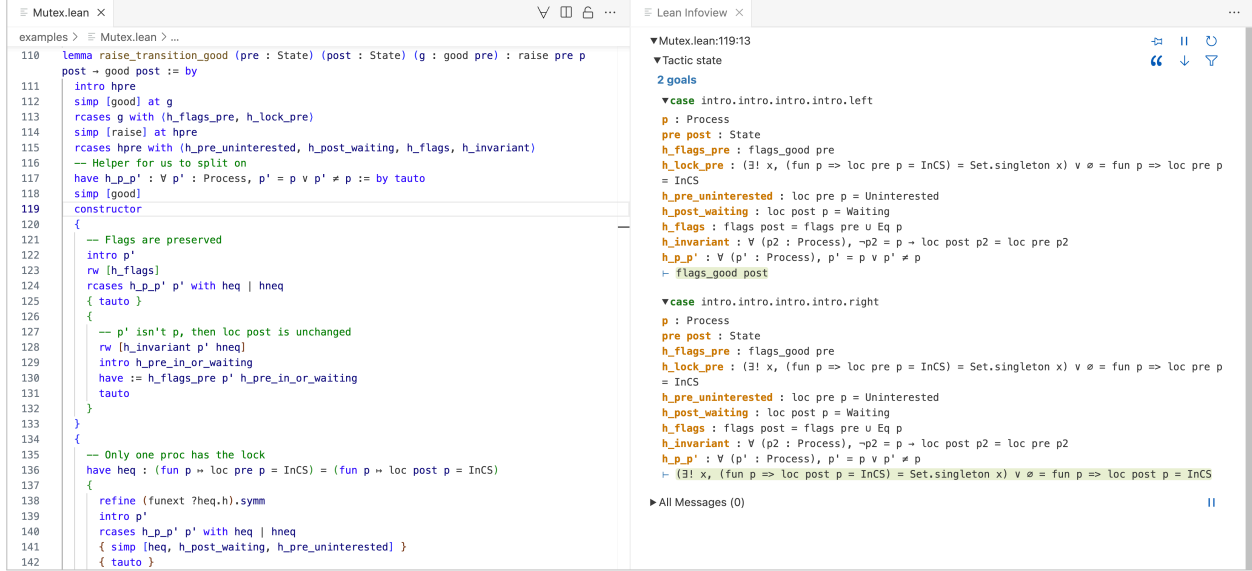 Mutex.lean ×
examples > Mutex.lean > ...
110 lemma raise_transition_good (pre : State) (post : State) (g : good pre) : raise pre p
post → good post := by
111 intro hpre
112 simp [good] at g
113 rcases g with ⟨h_flags_pre, h_lock_pre⟩
114 simp [raise] at hpre
115 rcases hpre with ⟨h_pre_uninterested, h_post_waiting, h_flags, h_invariant⟩
116 -- Helper for us to split on
117 have h_p_p' : ∀ p' : Process, p' = p ∨ p' ≠ p := by tauto
118 simp [good]
119 constructor
120 {
121 -- Flags are preserved
122 intro p'
123 rw [h_flags]
124 rcases h_p_p' p' with heq | hneq
125 { tauto }
126 {
127 -- p' isn't p, then loc post is unchanged
128 rw [h_invariant p' hneq]
129 intro h_pre_in_or_waiting
130 have := h_flags_pre p' h_pre_in_or_waiting
131 tauto
132 }
133 }
134 {
135 -- Only one proc has the lock
136 have heq : (fun p ↦ loc pre p = InCS) = (fun p ↦ loc post p = InCS)
137 {
138 refine (funext ?heq.h).symm
139 intro p'
140 rcases h_p_p' p' with heq | hneq
141 { simp [heq, h_post_waiting, h_pre_uninterested] }
142 { tauto }
Lean Infoview ×
▼Mutex.lean:119:13
▼Tactic state
2 goals
▼case intro.intro.intro.intro.left
p : Process
pre post : State
h_flags_pre : flags_good pre
h_lock_pre : (∃! x, (fun p => loc pre p = InCS) = Set.singleton x) ∨ ∅ = fun p => loc pre p
= InCS
h_pre_uninterested : loc pre p = Uninterested
h_post_waiting : loc post p = Waiting
h_flags : flags post = flags pre ∪ Eq p
h_invariant : ∀ (p2 : Process), ¬p2 = p → loc post p2 = loc pre p2
h_p_p' : ∀ (p' : Process), p' = p ∨ p' ≠ p
⊢ flags_good post
▼case intro.intro.intro.intro.right
p : Process
pre post : State
h_flags_pre : flags_good pre
h_lock_pre : (∃! x, (fun p => loc pre p = InCS) = Set.singleton x) ∨ ∅ = fun p => loc pre p
= InCS
h_pre_uninterested : loc pre p = Uninterested
h_post_waiting : loc post p = Waiting
h_flags : flags post = flags pre ∪ Eq p
h_invariant : ∀ (p2 : Process), ¬p2 = p → loc post p2 = loc pre p2
h_p_p' : ∀ (p' : Process), p' = p ∨ p' ≠ p
⊢ (∃! x, (fun p => loc post p = InCS) = Set.singleton x) ∨ ∅ = fun p => loc post p = InCS
▶All Messages (0)